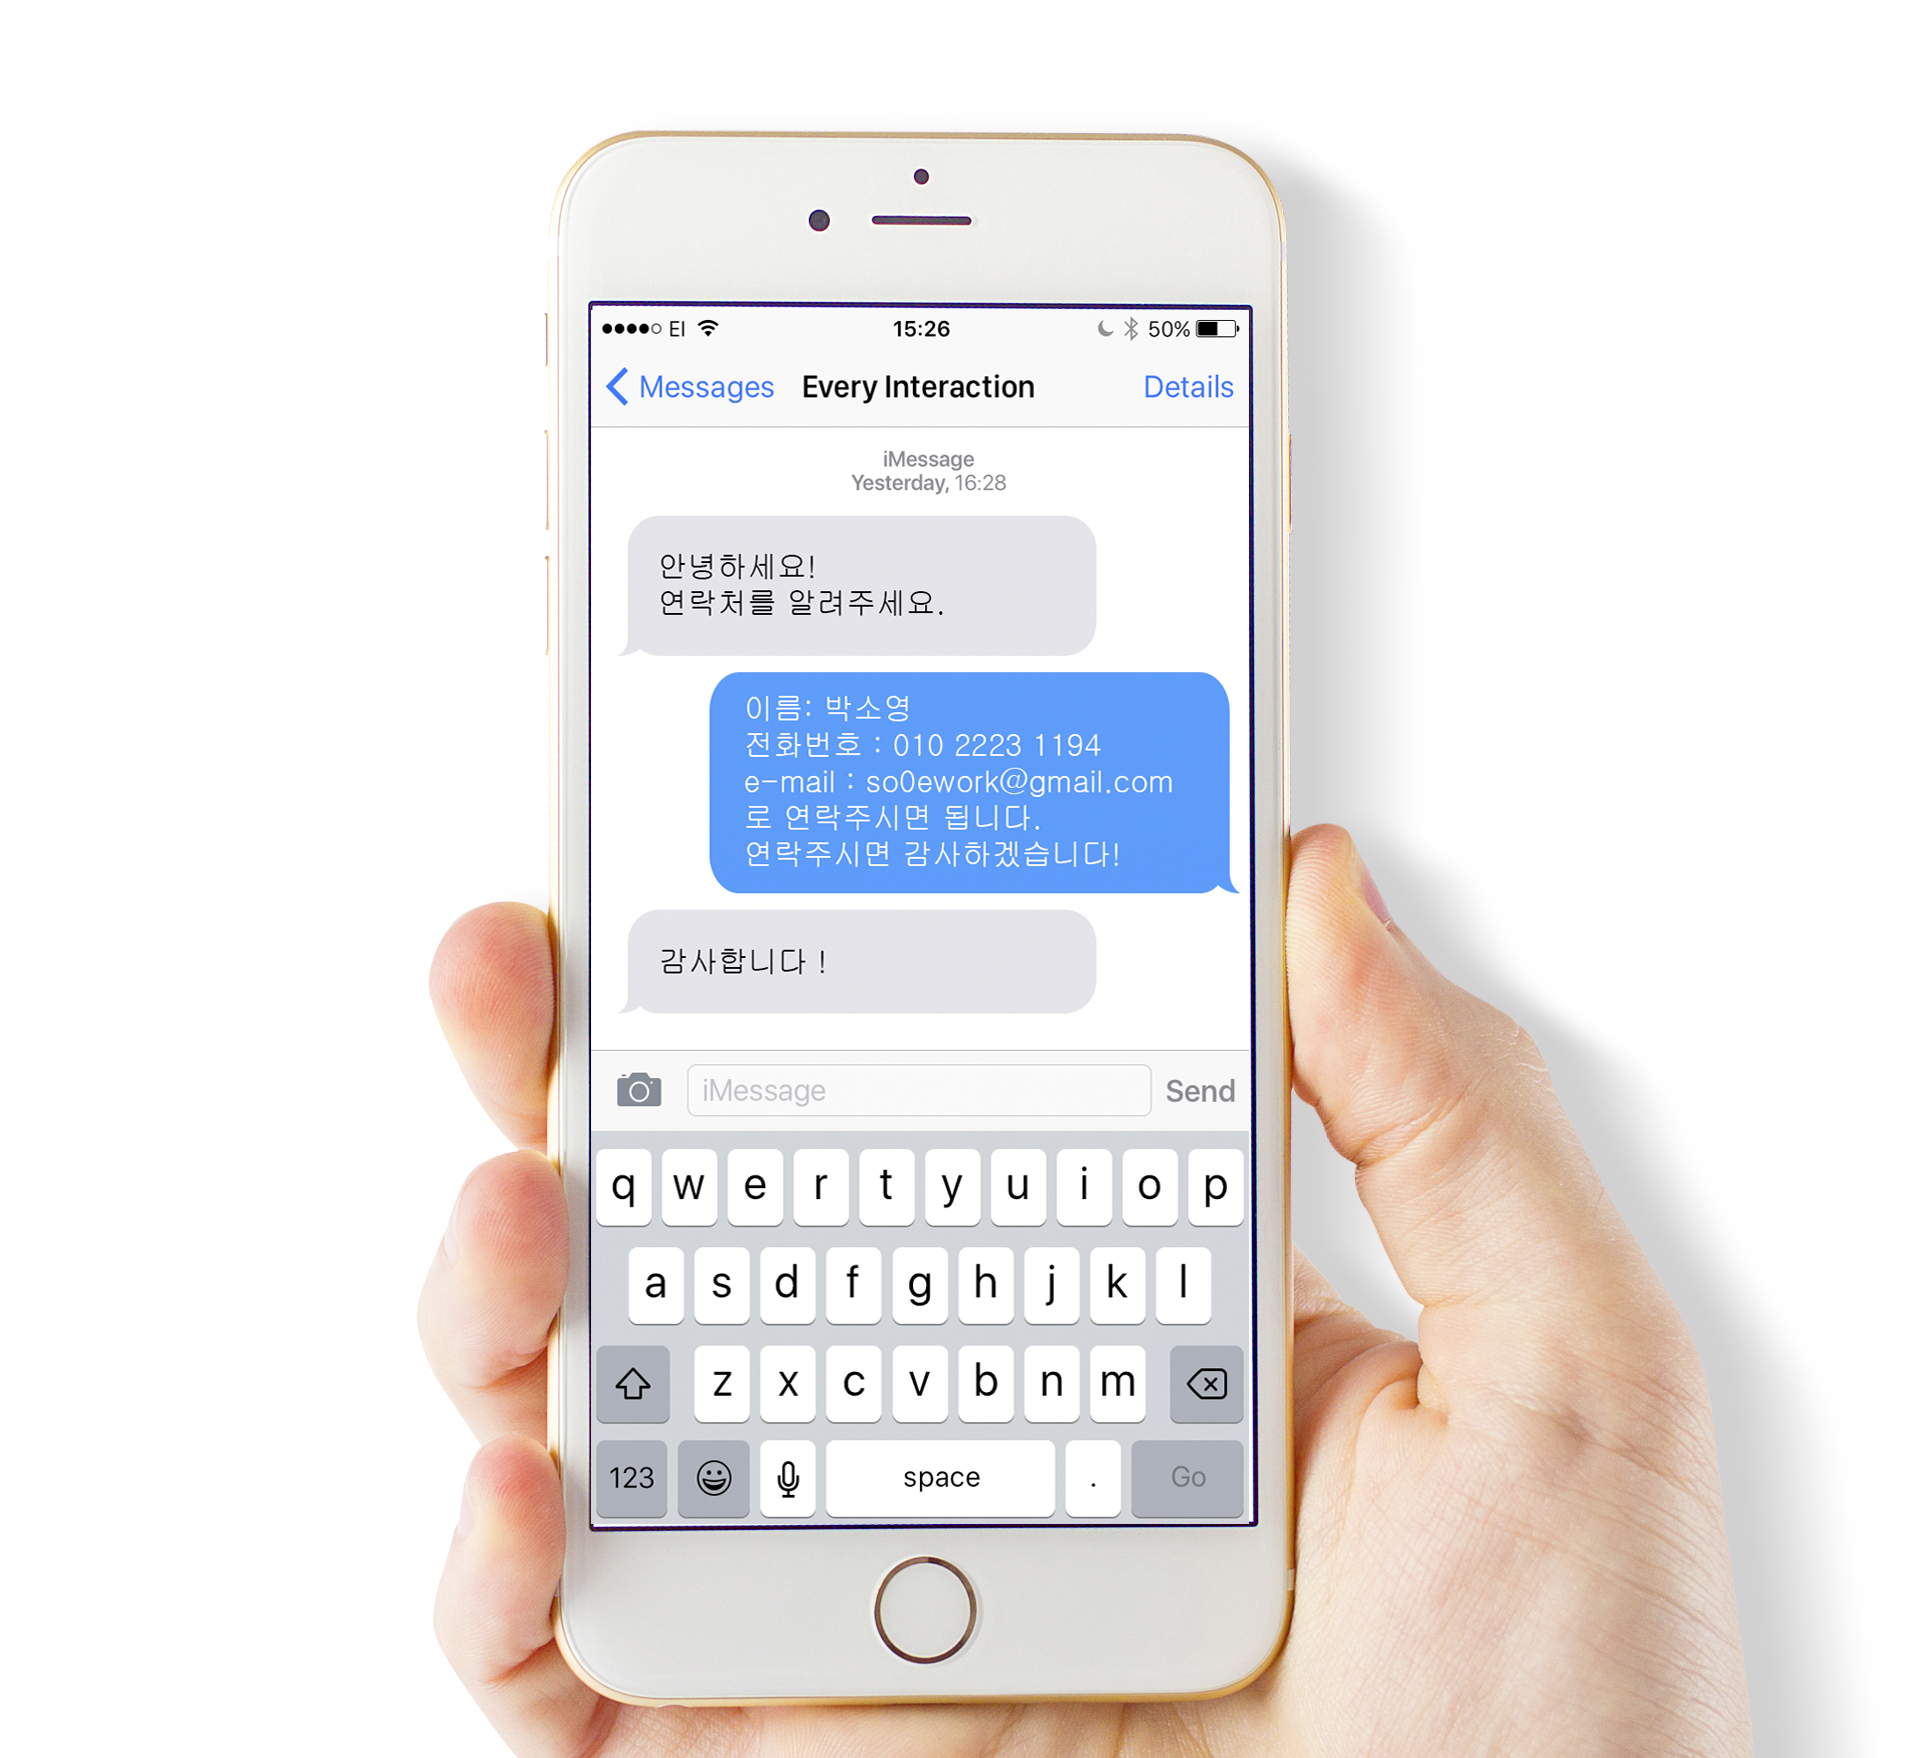 EI 15:26 50%
Messages Every Interaction Details
iMessage
Yesterday, 16:28
안녕하세요!
연락처를 알려주세요.
이름: 박소영
전화번호 : 010 2223 1194
e-mail : so0ework@gmail.com
로 연락주시면 됩니다.
연락주시면 감사하겠습니다!
감사합니다 !
iMessage Send
q w e r t y u i o p
a s d f g h j k l
z x c v b n m
123 space . Go